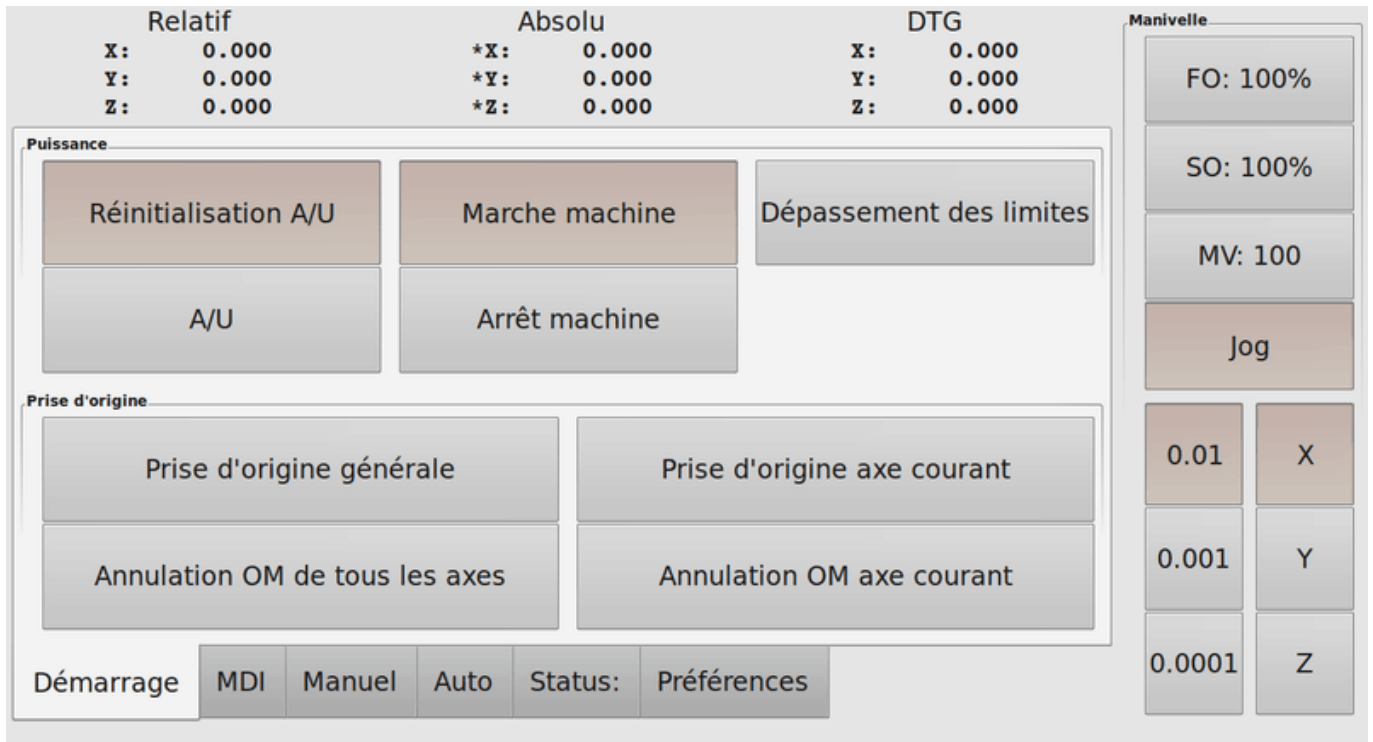 Relatif Absolu DTG
X: 0.000 *X: 0.000 X: 0.000
Y: 0.000 *Y: 0.000 Y: 0.000
Z: 0.000 *Z: 0.000 Z: 0.000
Puissance
Réinitialisation A/U Marche machine Dépassement des limites
A/U Arrêt machine
Prise d'origine
Prise d'origine générale Prise d'origine axe courant
Annulation OM de tous les axes Annulation OM axe courant
Démarrage MDI Manuel Auto Status: Préférences
Manivelle
FO: 100%
SO: 100%
MV: 100
Jog
0.01 X
0.001 Y
0.0001 Z